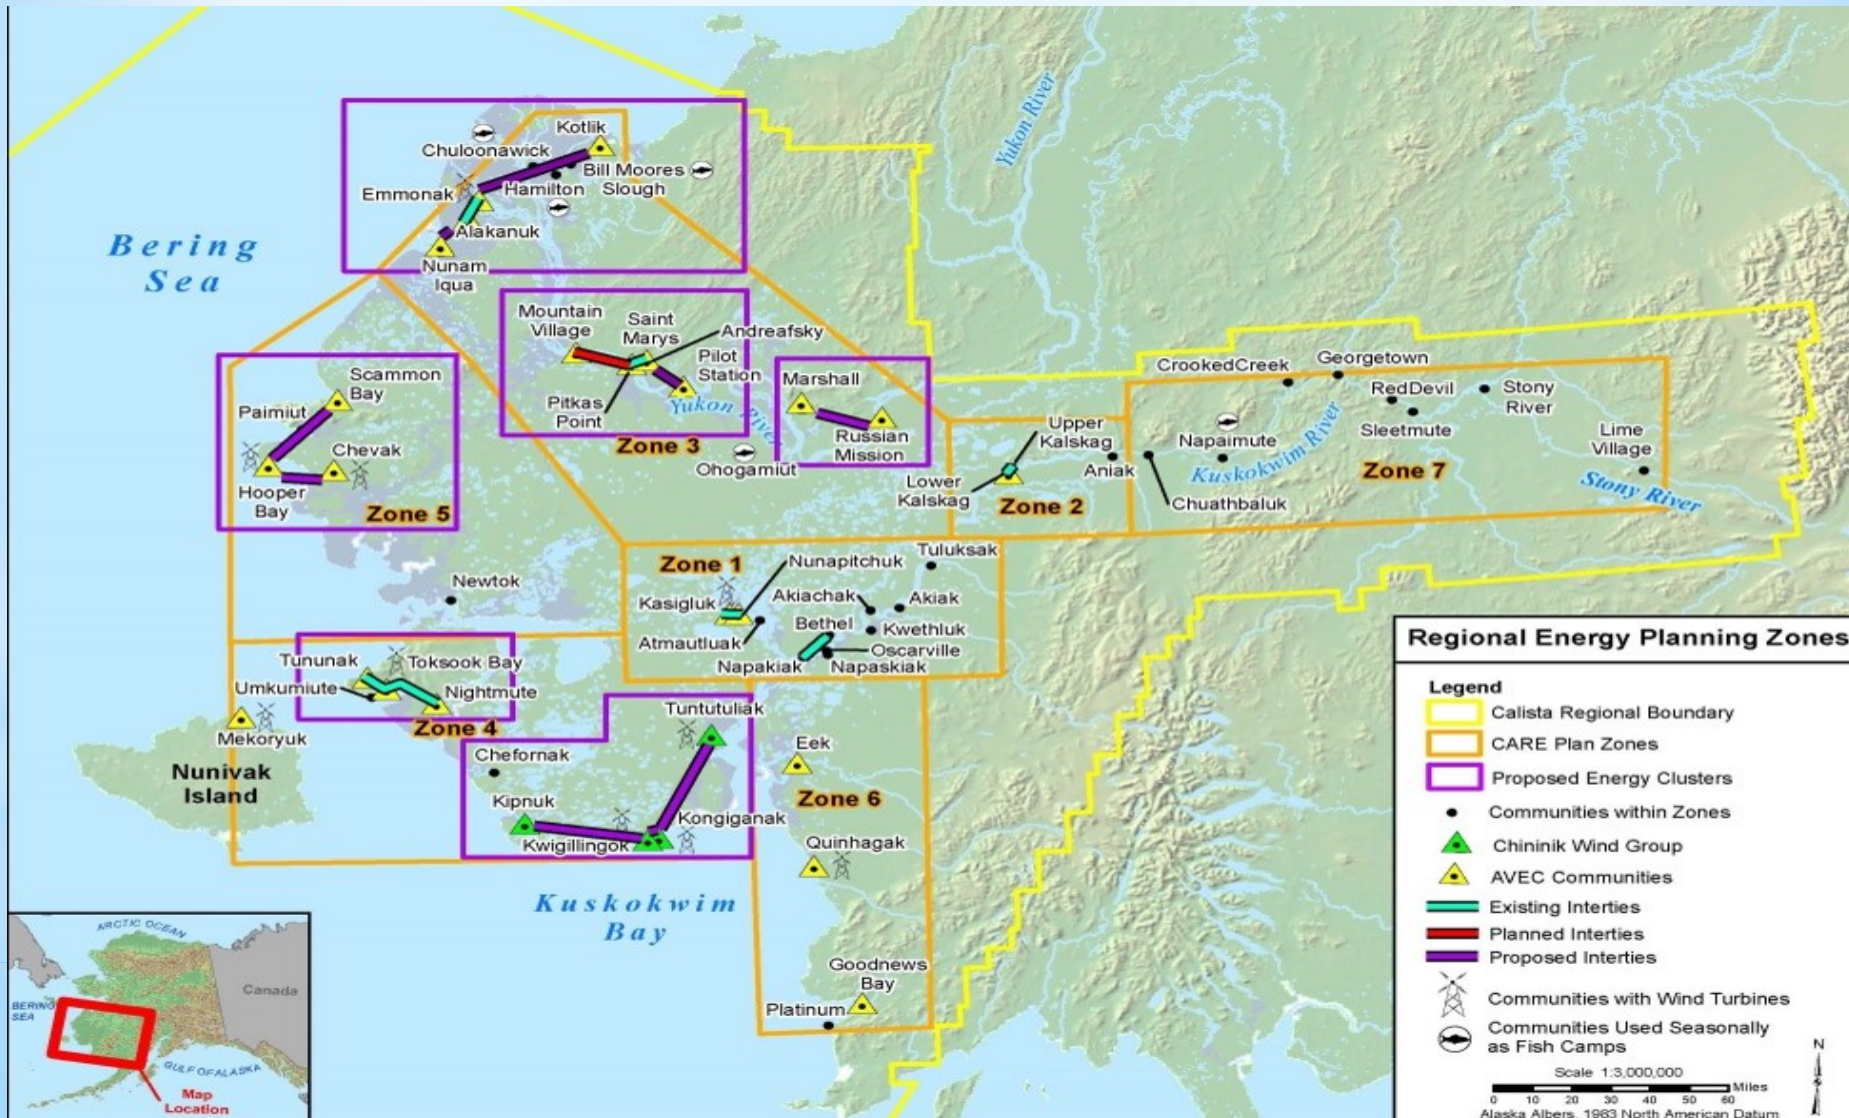 Kotlik
Chuloonawick
Bill Moores
Slough
Hamilton
Emmonak
Alakanuk
Nunam
Iqua
Bering
Sea
Yukon River
Mountain
Village
Saint
Marys
Andreafsky
Pilot
Station
Pitkas
Point
Yukon River
Zone 3
Marshall
Russian
Mission
Ohogamiut
Scammon
Bay
Paimiut
Chevak
Hooper
Bay
Zone 5
CrookedCreek
Georgetown
RedDevil
Stony
River
Sleetmute
Lime
Village
Upper
Kalskag
Napaimute
Kuskokwim River
Zone 7
Aniak
Lower
Kalskag
Zone 2
Chuathbaluk
Stony River
Newtok
Zone 1
Nunapitchuk
Tuluksak
Kasigluk
Akiachak
Akiak
Bethel
Atmautluak
Kwethluk
Oscarville
Napakiak
Napaskiak
Tununak
Toksook Bay
Umkumiute
Nightmute
Zone 4
Mekoryuk
Nunivak
Island
Tuntutuliak
Chefornak
Kipnuk
Kongiganak
Kwigillingok
Eek
Zone 6
Quinhagak
Kuskokwim
Bay
Goodnews
Bay
Platinum
Regional Energy Planning Zones
Legend
Calista Regional Boundary
CARE Plan Zones
Proposed Energy Clusters
Communities within Zones
Chininik Wind Group
AVEC Communities
Existing Interties
Planned Interties
Proposed Interties
Communities with Wind Turbines
Communities Used Seasonally
as Fish Camps
N
Scale 1:3,000,000
Miles
0 10 20 30 40 50 60
Alaska Albers, 1983 North American Datum
ARCTIC OCEAN
Canada
BERING
SEA
GULF OF ALASKA
Map
Location